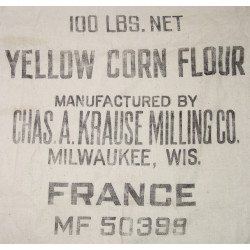 100 LBS. NET
YELLOW CORN FLOUR
MANUFACTURED BY
CHAS. A. KRAUSE MILLING CO.
MILWAUKEE, WIS.
FRANCE
MF 50398